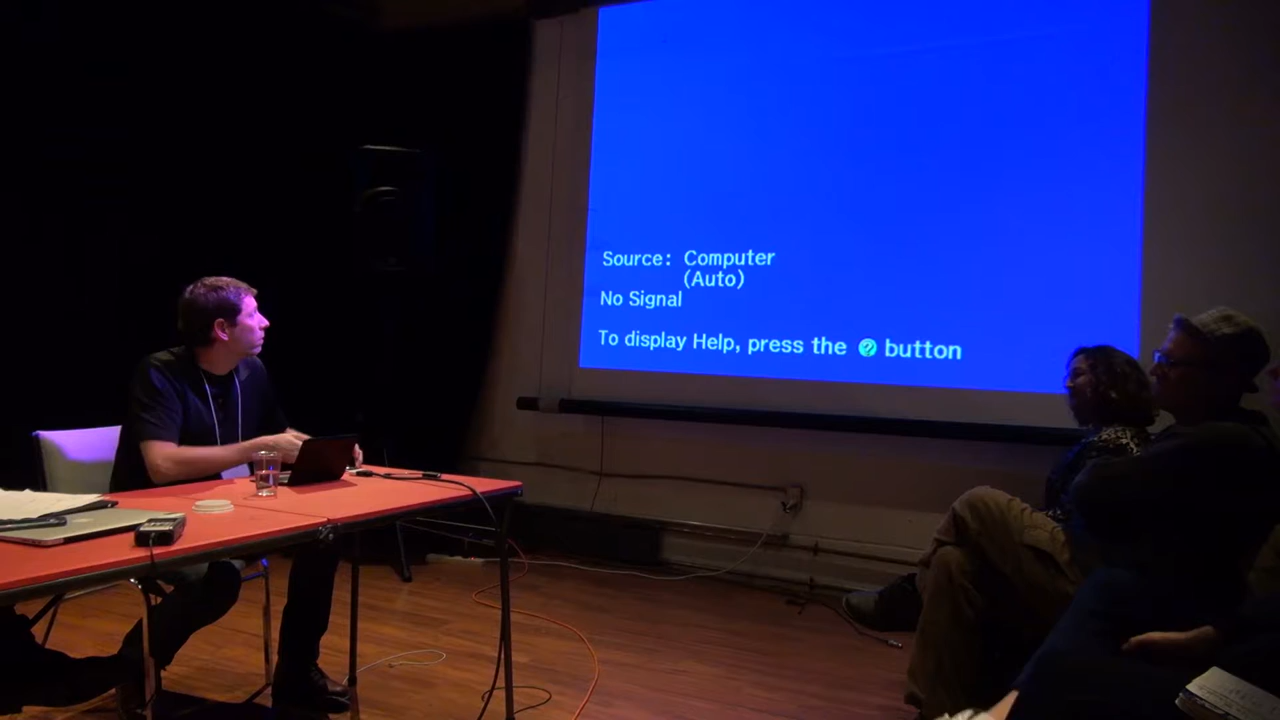 Source: Computer
(Auto)
No Signal
To display Help, press the ? button